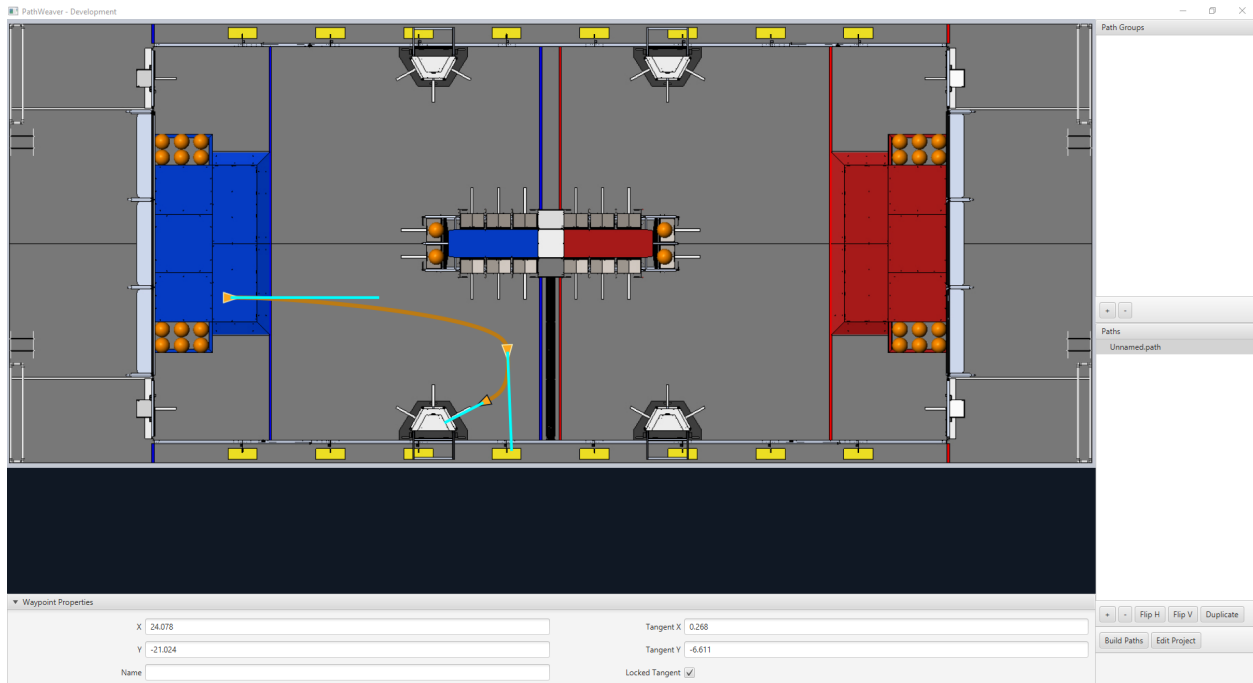 PathWeaver - Development
Path Groups
+ -
Paths
Unnamed.path
+ - Flip H Flip V Duplicate
Build Paths Edit Project
Waypoint Properties
X 24.078 Tangent X 0.268
Y -21.024 Tangent Y -6.611
Name Locked Tangent